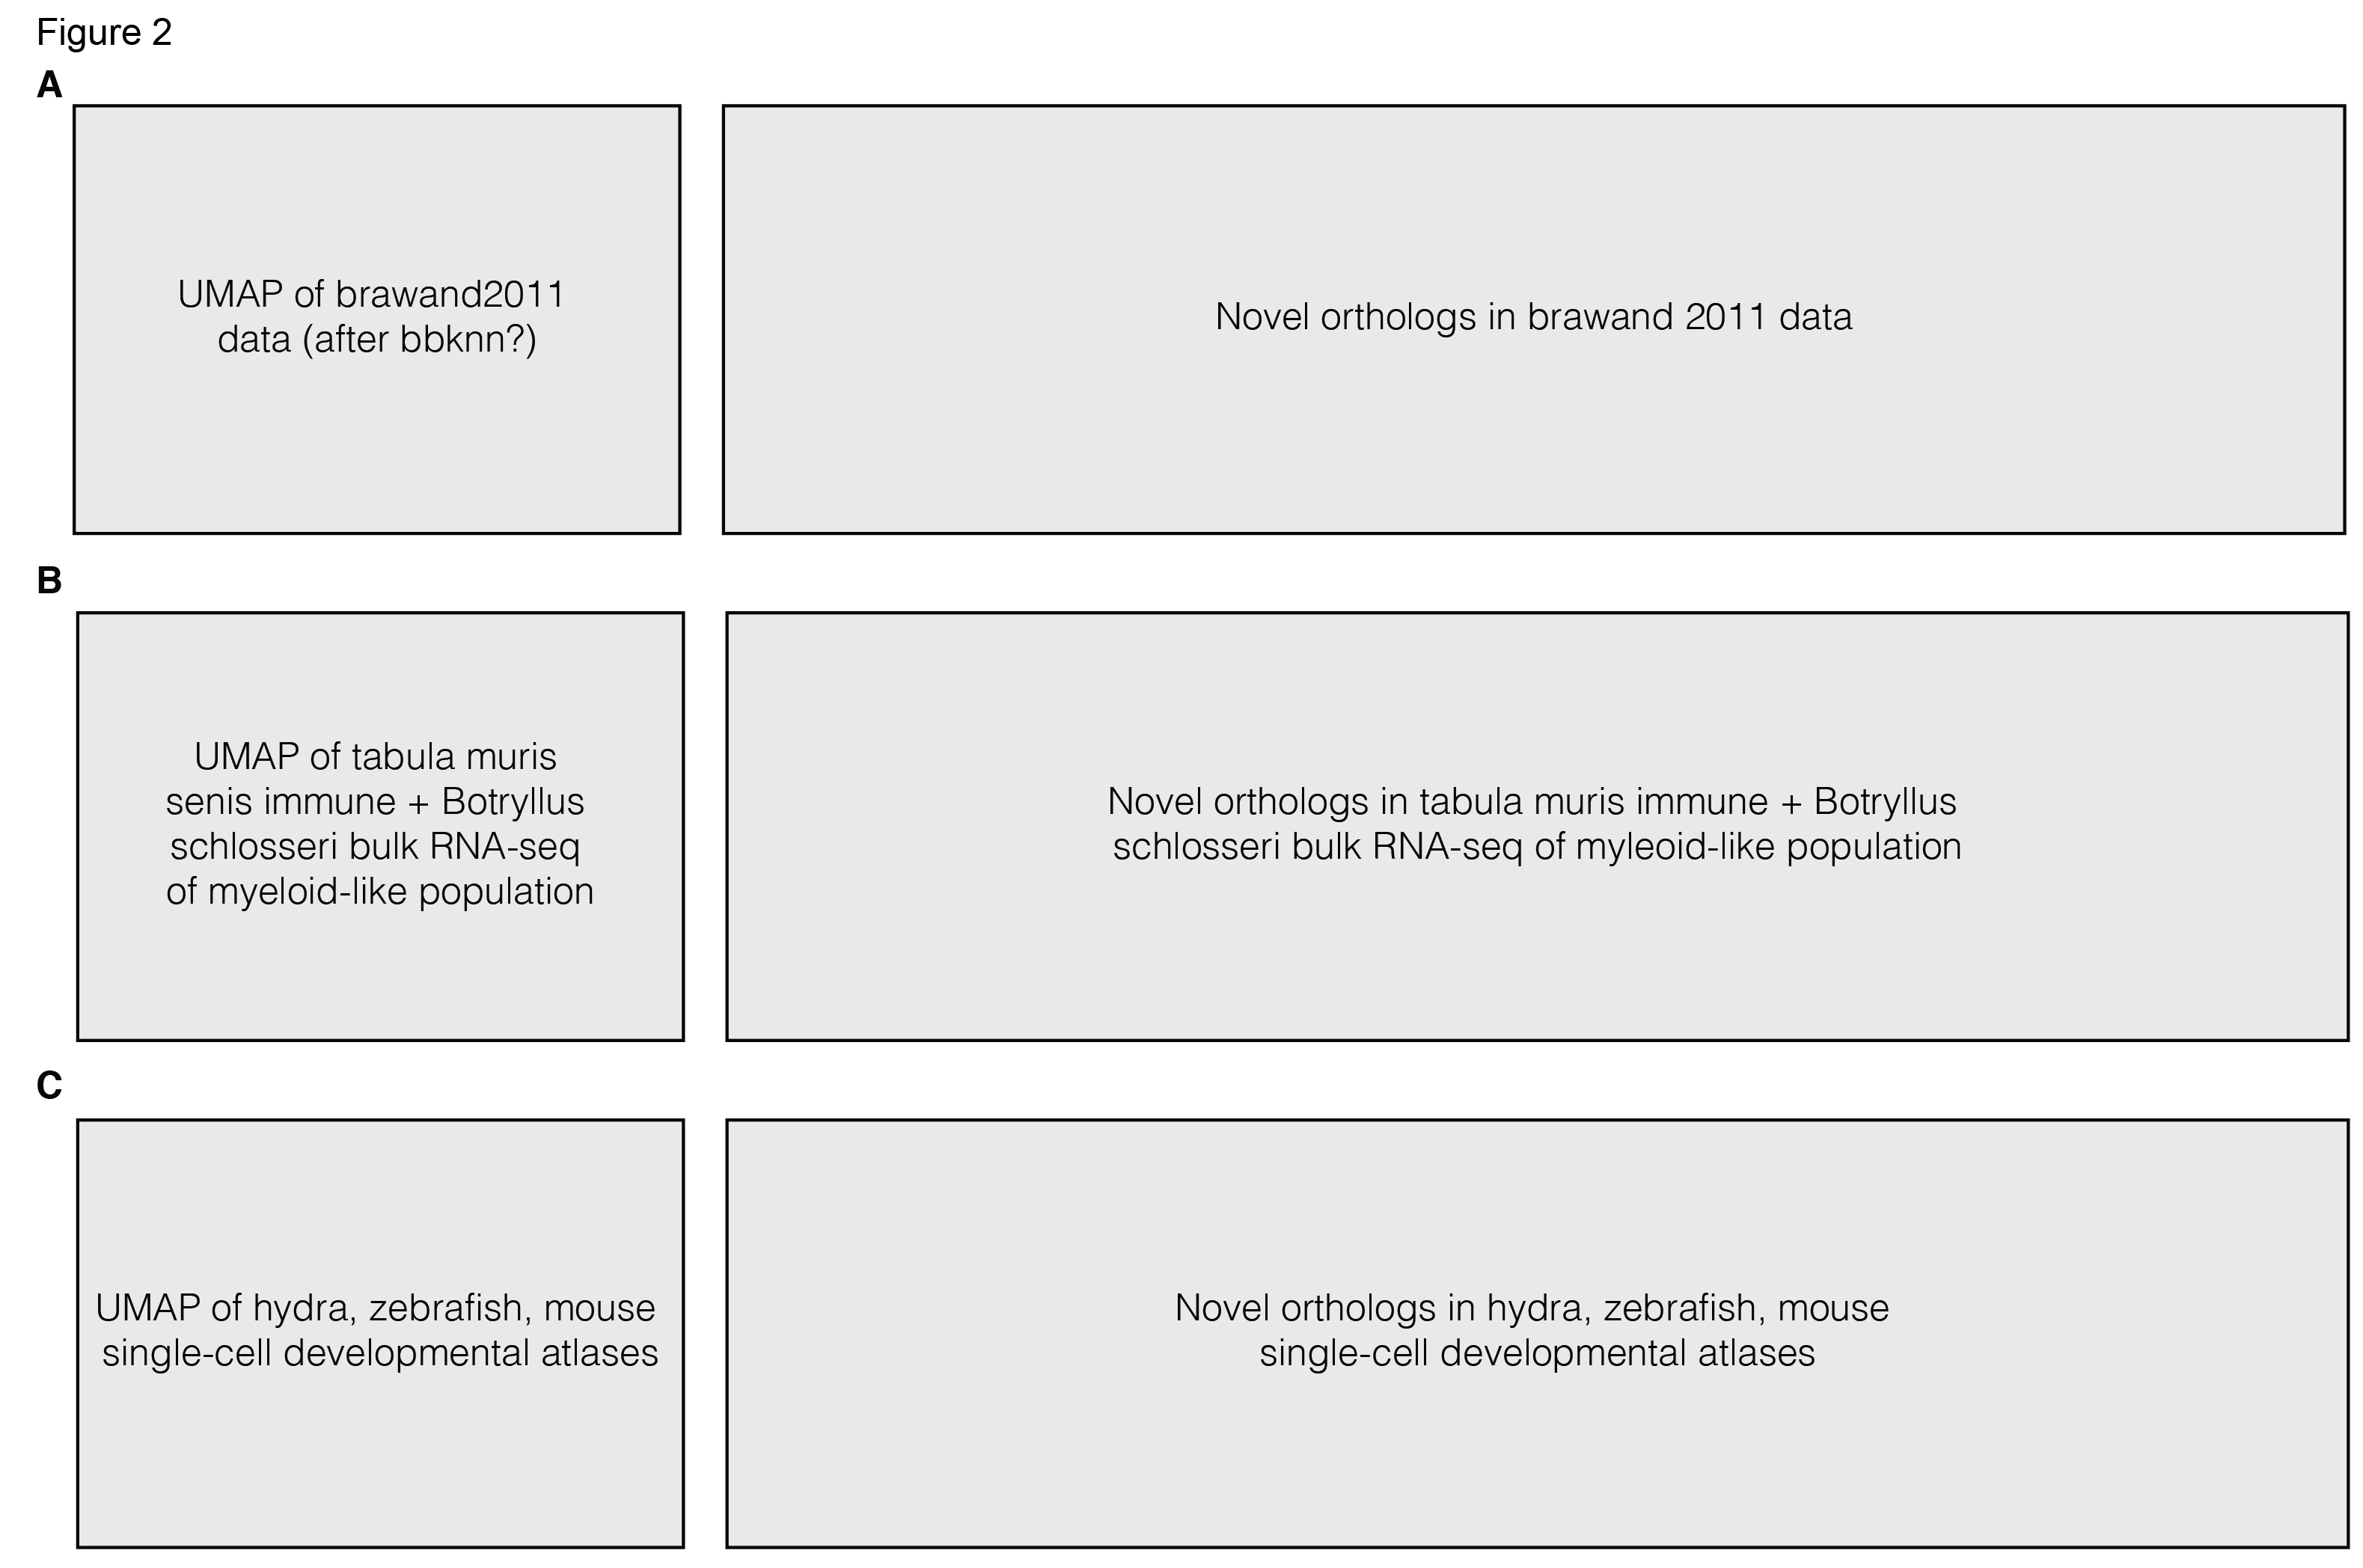 Figure 2
A
UMAP of brawand2011
data (after bbknn?)
Novel orthologs in brawand 2011 data
B
UMAP of tabula muris
senis immune + Botryllus
schlosseri bulk RNA-seq
of myeloid-like population
Novel orthologs in tabula muris immune + Botryllus
schlosseri bulk RNA-seq of myleoid-like population
C
UMAP of hydra, zebrafish, mouse
single-cell developmental atlases
Novel orthologs in hydra, zebrafish, mouse
single-cell developmental atlases